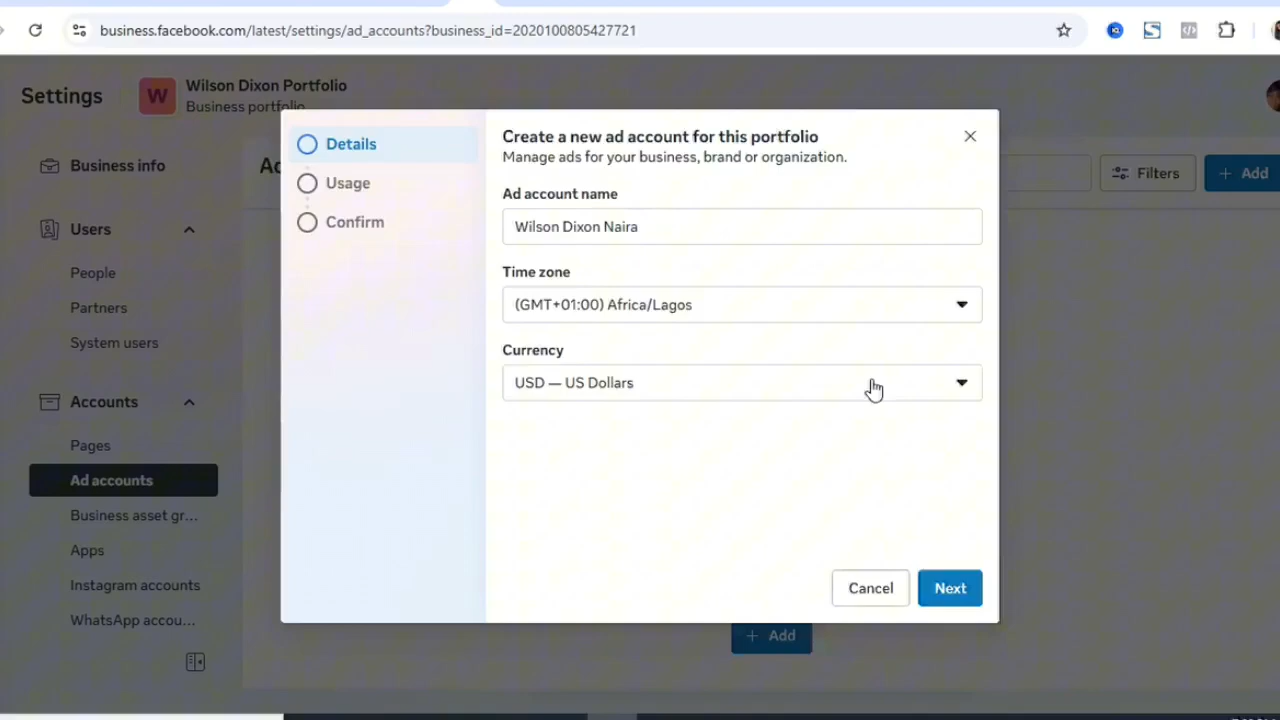 business.facebook.com/latest/settings/ad_accounts?business_id=2020100805427721
Settings
W
Wilson Dixon Portfolio
Business portfolio
Business info
Users
People
Partners
System users
Accounts
Pages
Ad accounts
Business asset gr...
Apps
Instagram accounts
WhatsApp accou...
Details
Usage
Confirm
Create a new ad account for this portfolio
Manage ads for your business, brand or organization.
Ad account name
Wilson Dixon Naira
Time zone
(GMT+01:00) Africa/Lagos
Currency
USD — US Dollars
Cancel
Next
Filters
+ Add
+ Add